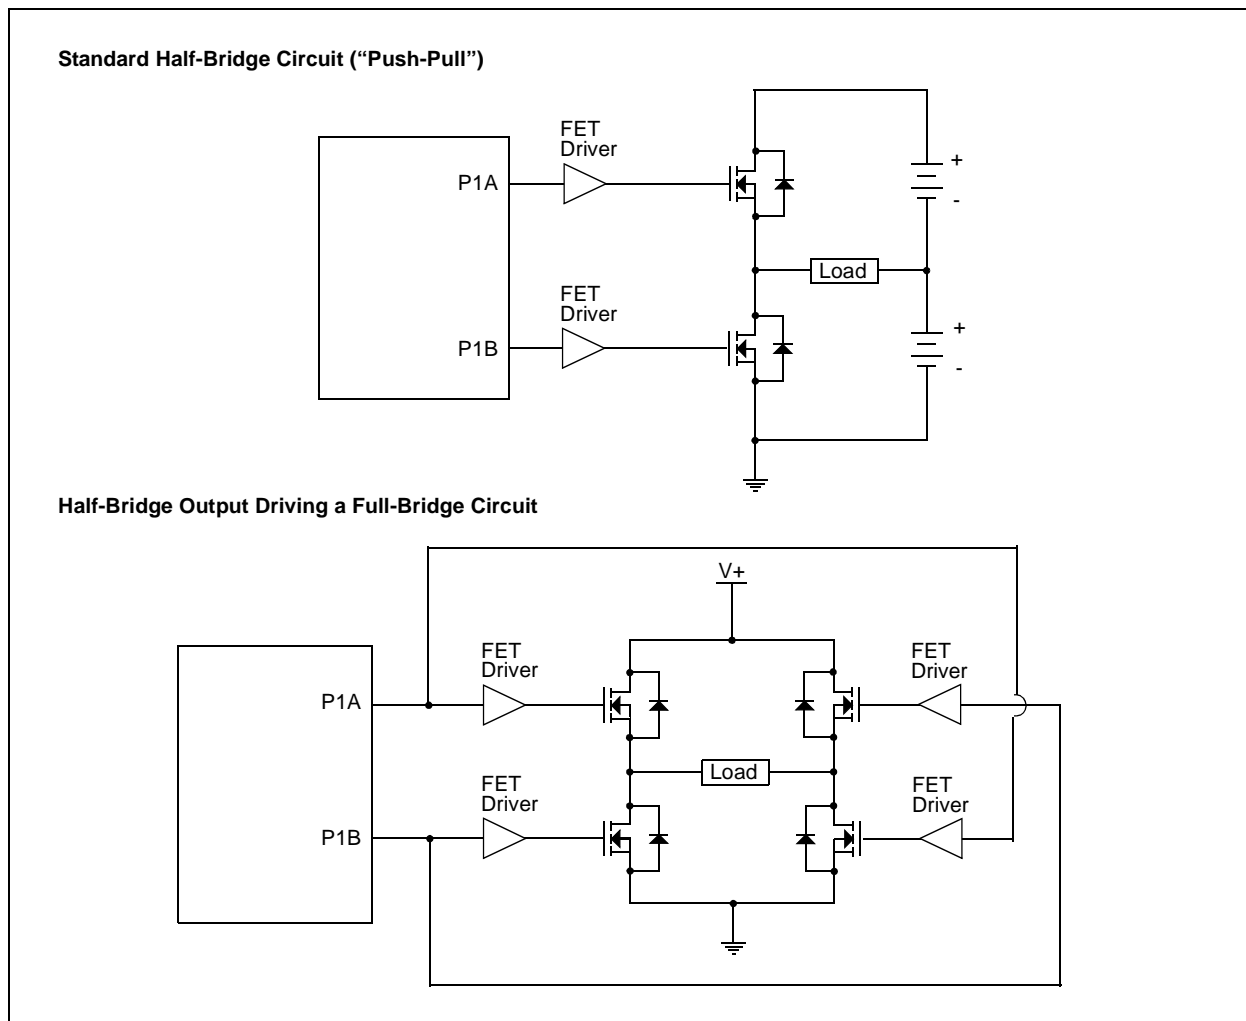 Standard Half-Bridge Circuit (“Push-Pull”)
FET
Driver
P1A
+
-
Load
FET
Driver
P1B
+
-
Half-Bridge Output Driving a Full-Bridge Circuit
V+
FET
Driver
FET
Driver
P1A
Load
FET
Driver
FET
Driver
P1B